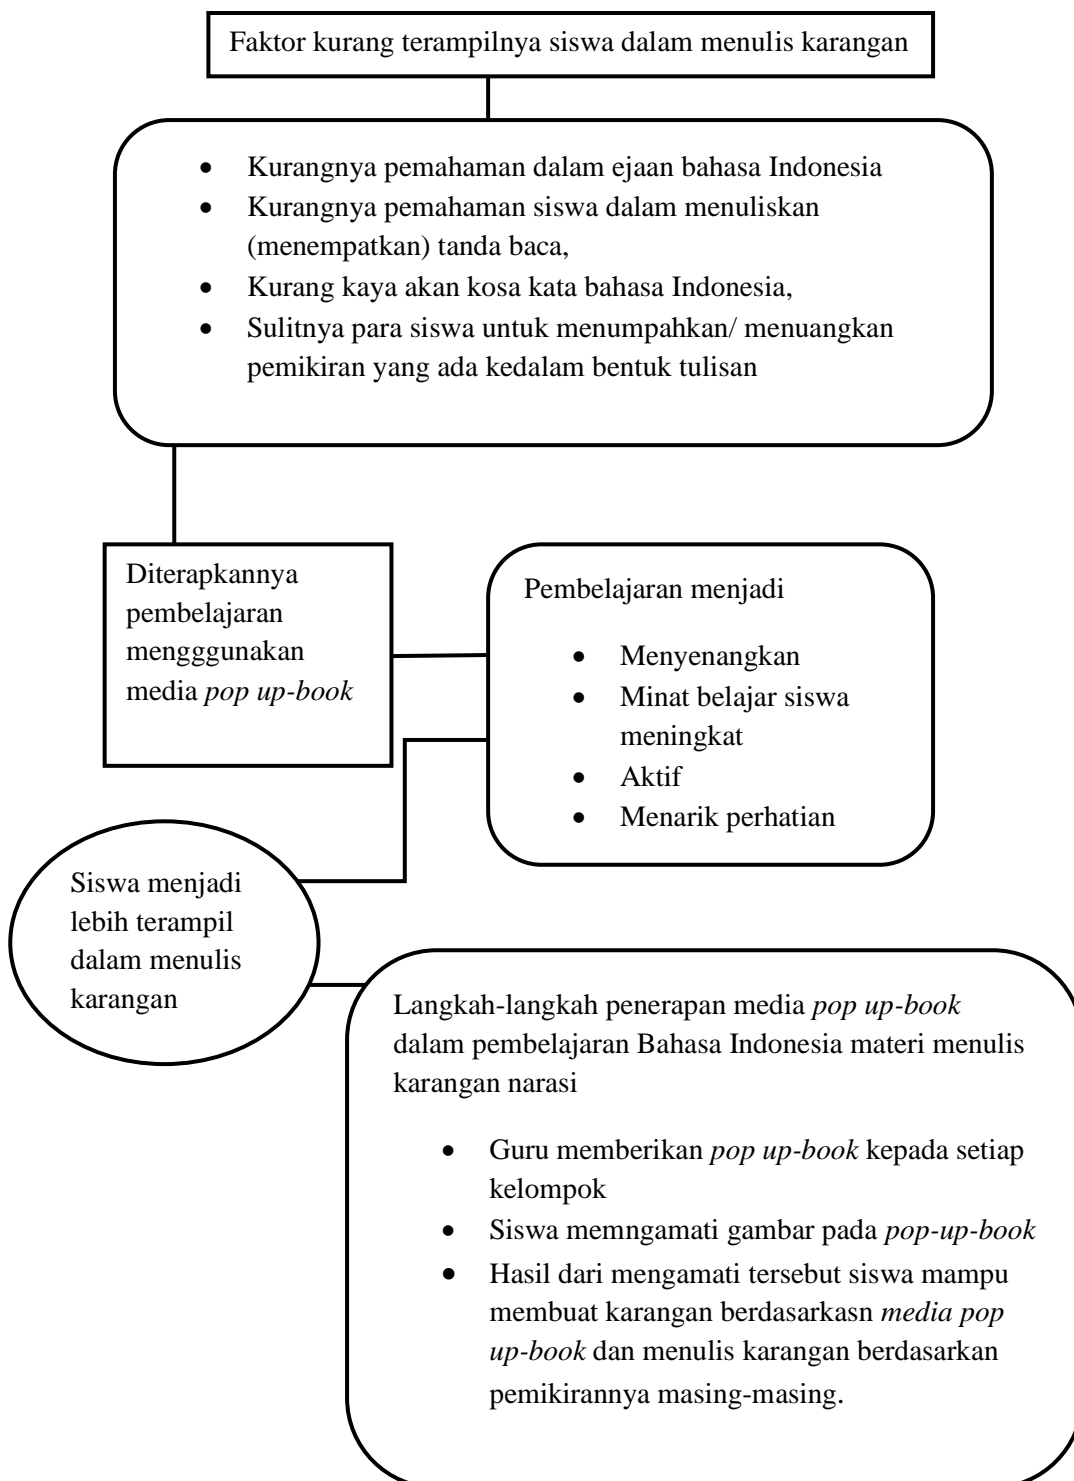 Faktor kurang terampilnya siswa dalam menulis karangan
• Kurangnya pemahaman dalam ejaan bahasa Indonesia
• Kurangnya pemahaman siswa dalam menuliskan
(menempatkan) tanda baca,
• Kurang kaya akan kosa kata bahasa Indonesia,
• Sulitnya para siswa untuk menumpahkan/ menuangkan
pemikiran yang ada kedalam bentuk tulisan
Diterapkannya
pembelajaran
mengggunakan
media pop up-book
Pembelajaran menjadi
• Menyenangkan
• Minat belajar siswa
meningkat
• Aktif
• Menarik perhatian
Siswa menjadi
lebih terampil
dalam menulis
karangan
Langkah-langkah penerapan media pop up-book
dalam pembelajaran Bahasa Indonesia materi menulis
karangan narasi
• Guru memberikan pop up-book kepada setiap
kelompok
• Siswa memngamati gambar pada pop-up-book
• Hasil dari mengamati tersebut siswa mampu
membuat karangan berdasarkasn media pop
up-book dan menulis karangan berdasarkan
pemikirannya masing-masing.